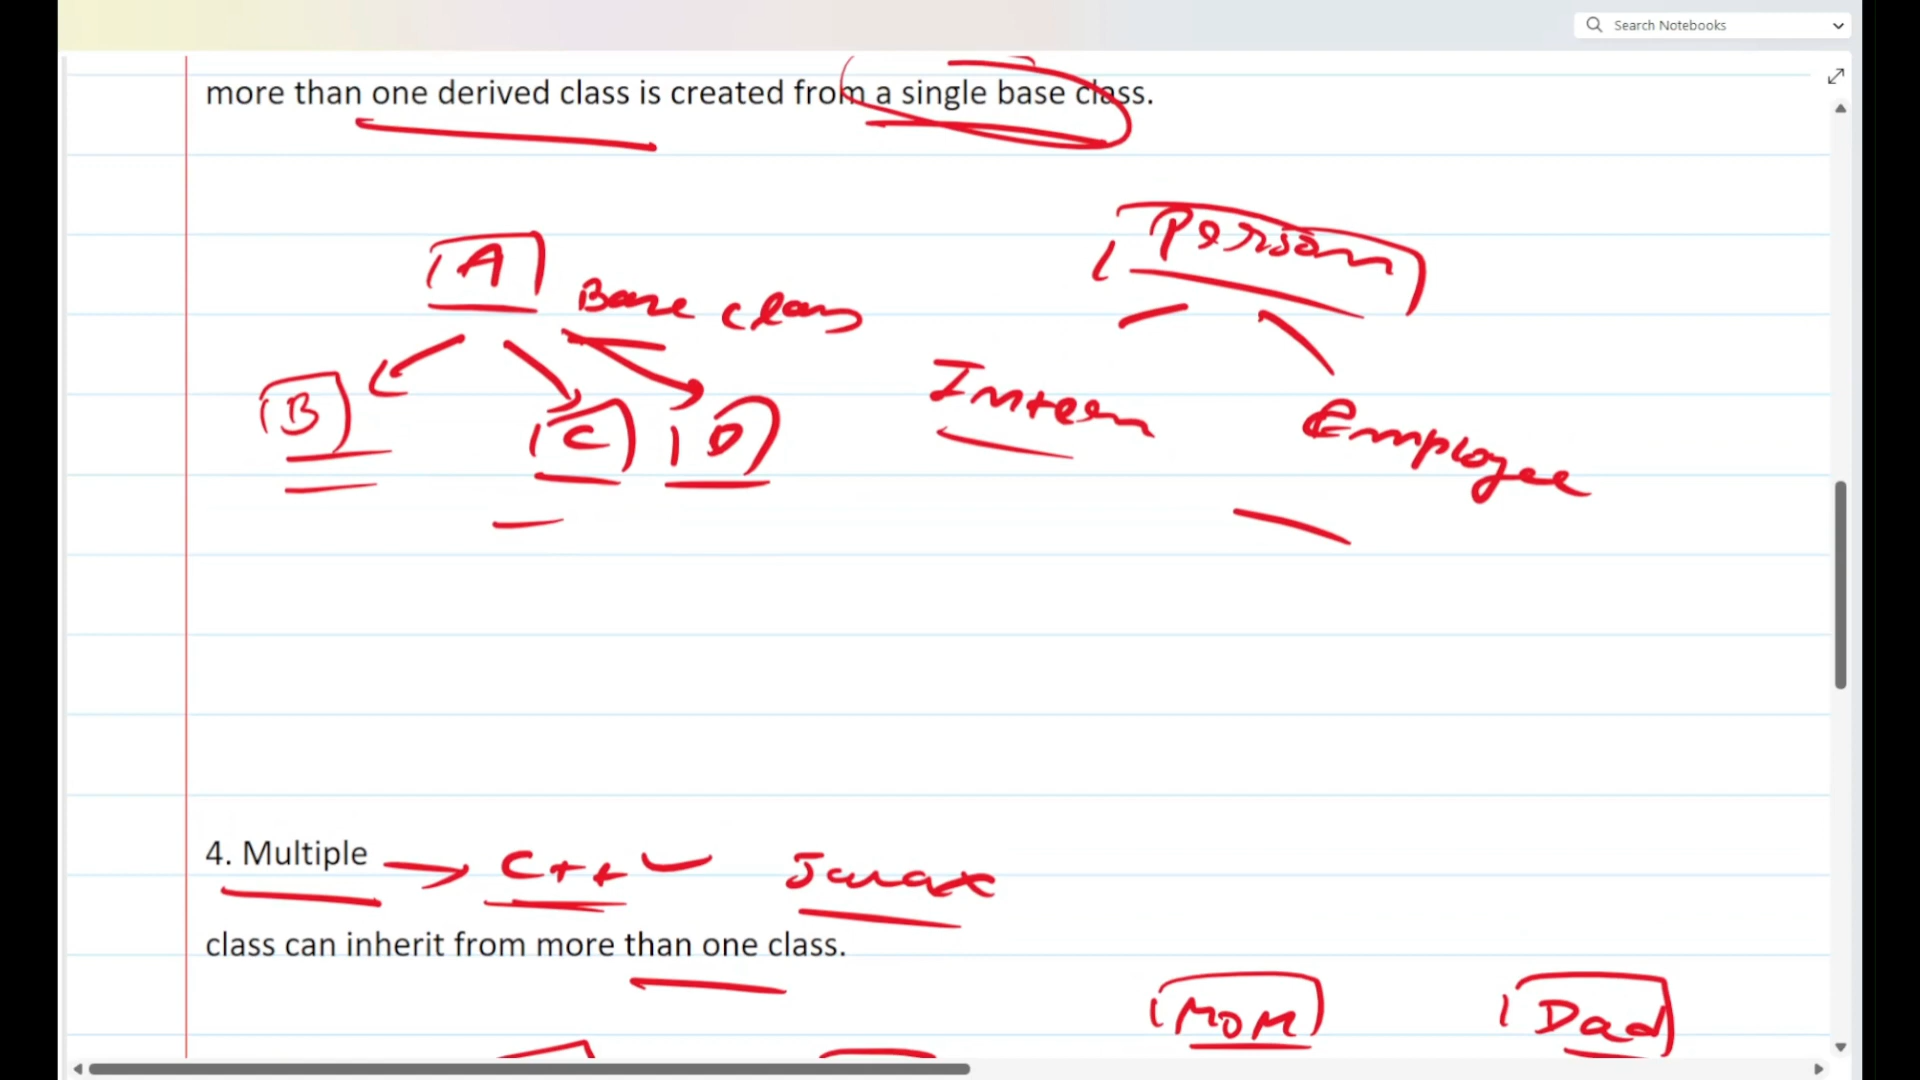 Search Notebooks
more than one derived class is created from a single base class.
A
Base class
Person
B
C
D
Intern
Employee
4. Multiple → C++ ✓ Java x
class can inherit from more than one class.
MOM
Dad